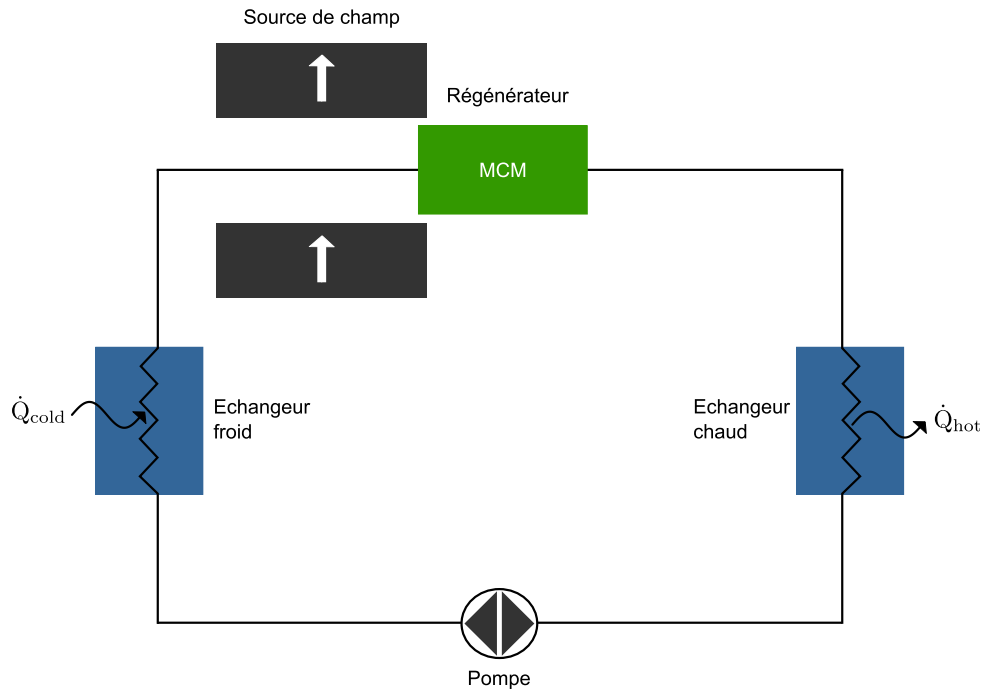 Source de champ
Régénérateur
MCM
Echangeur
froid
Echangeur
chaud
Q̇cold
Q̇hot
Pompe